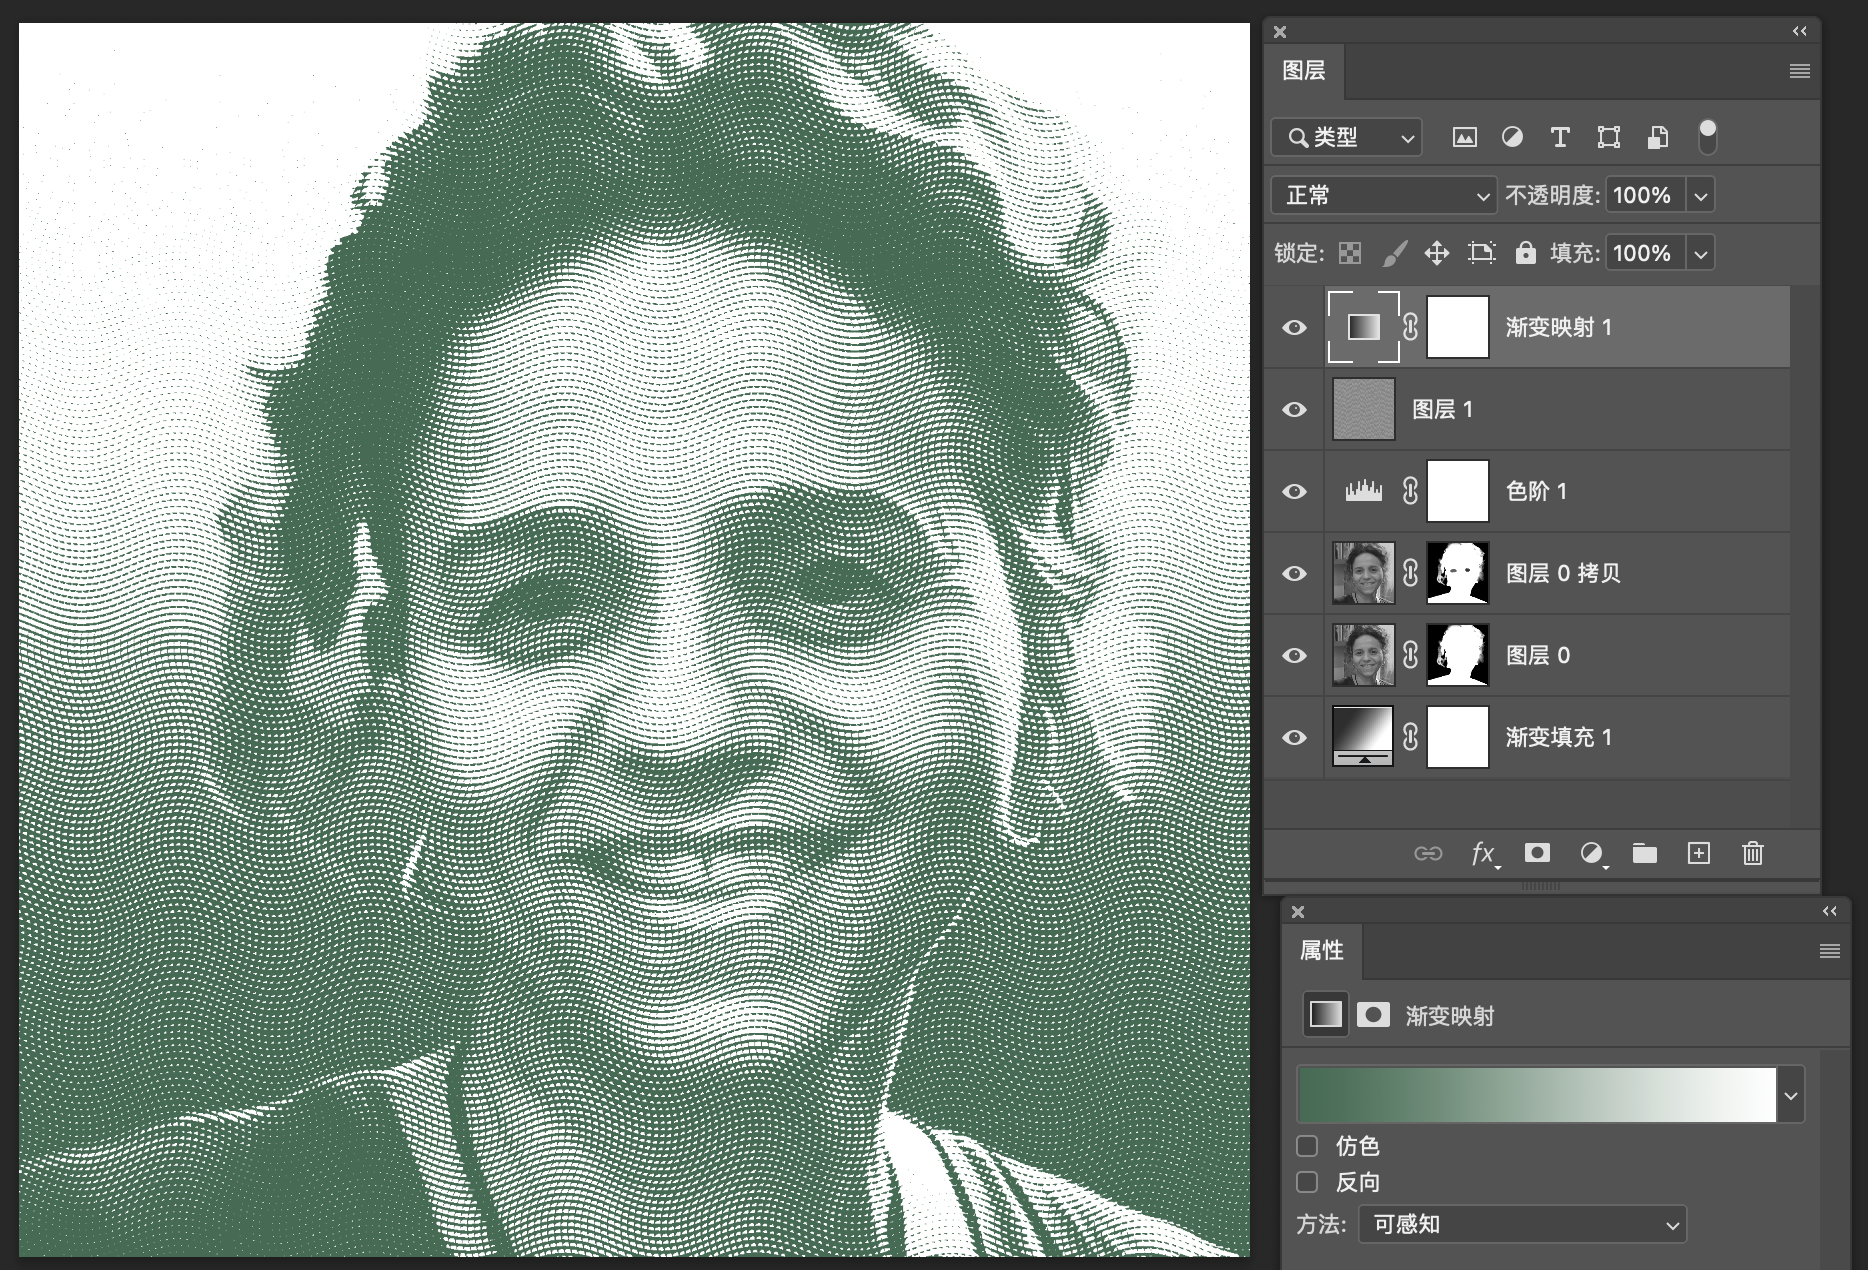 图层
类型
正常
不透明度: 100%
锁定:
填充: 100%
渐变映射 1
图层 1
色阶 1
图层 0 拷贝
图层 0
渐变填充 1
fx
属性
渐变映射
仿色
反向
方法: 可感知